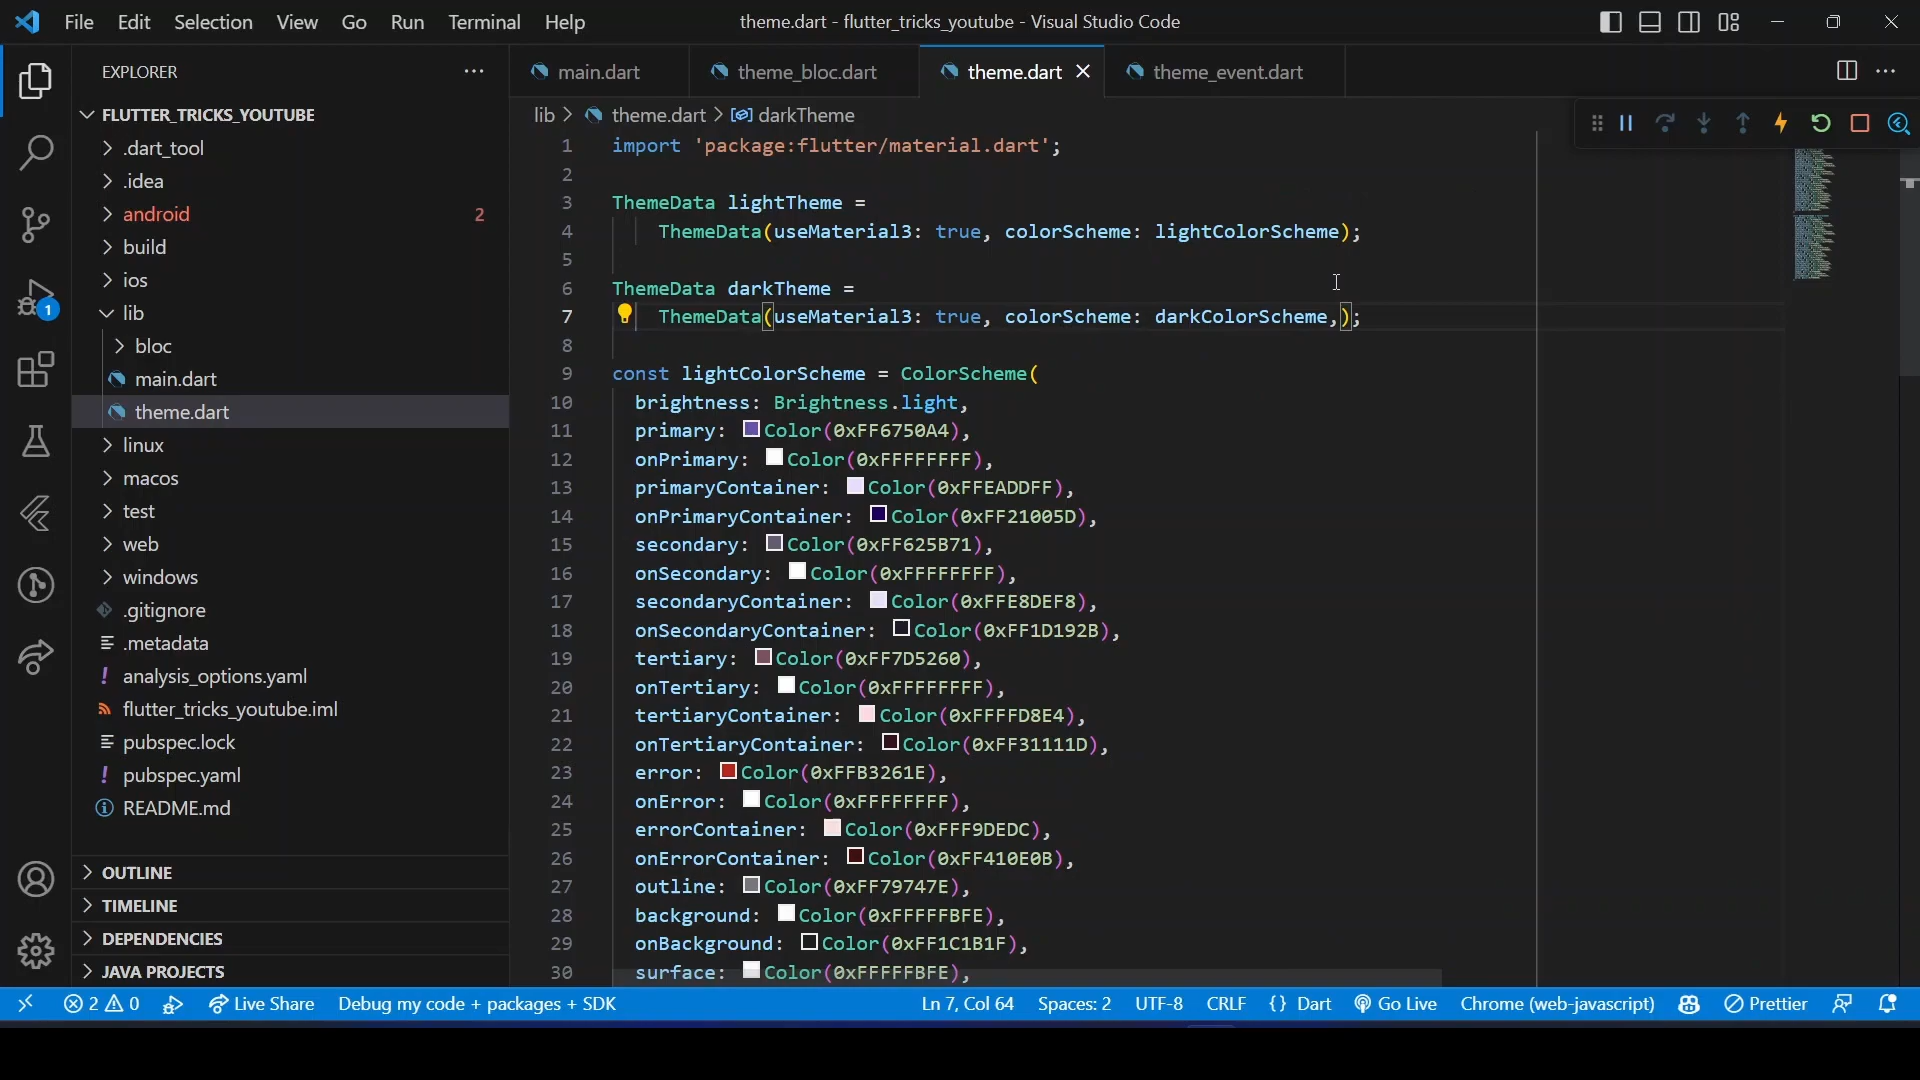 File Edit Selection View Go Run Terminal Help
theme.dart - flutter_tricks_youtube - Visual Studio Code
EXPLORER
main.dart
theme_bloc.dart
theme.dart
theme_event.dart
FLUTTER_TRICKS_YOUTUBE
.dart_tool
.idea
android 2
build
ios
1
lib
bloc
main.dart
theme.dart
linux
macos
test
web
windows
.gitignore
.metadata
analysis_options.yaml
flutter_tricks_youtube.iml
pubspec.lock
pubspec.yaml
README.md
OUTLINE
TIMELINE
DEPENDENCIES
JAVA PROJECTS
lib > theme.dart > darkTheme
1 import 'package:flutter/material.dart';
2
3 ThemeData lightTheme =
4 ThemeData(useMaterial3: true, colorScheme: lightColorScheme);
5
6 ThemeData darkTheme =
7 ThemeData(useMaterial3: true, colorScheme: darkColorScheme,);
8
9 const lightColorScheme = ColorScheme(
10 brightness: Brightness.light,
11 primary: Color(0xFF6750A4),
12 onPrimary: Color(0xFFFFFFFF),
13 primaryContainer: Color(0xFFEADDFF),
14 onPrimaryContainer: Color(0xFF21005D),
15 secondary: Color(0xFF625B71),
16 onSecondary: Color(0xFFFFFFFF),
17 secondaryContainer: Color(0xFFE8DEF8),
18 onSecondaryContainer: Color(0xFF1D192B),
19 tertiary: Color(0xFF7D5260),
20 onTertiary: Color(0xFFFFFFFF),
21 tertiaryContainer: Color(0xFFFFD8E4),
22 onTertiaryContainer: Color(0xFF31111D),
23 error: Color(0xFFB3261E),
24 onError: Color(0xFFFFFFFF),
25 errorContainer: Color(0xFFF9DEDC),
26 onErrorContainer: Color(0xFF410E0B),
27 outline: Color(0xFF79747E),
28 background: Color(0xFFFFFBFE),
29 onBackground: Color(0xFF1C1B1F),
30 surface: Color(0xFFFFFBFE),
2 0 Live Share Debug my code + packages + SDK Ln 7, Col 64 Spaces: 2 UTF-8 CRLF {} Dart Go Live Chrome (web-javascript) Prettier